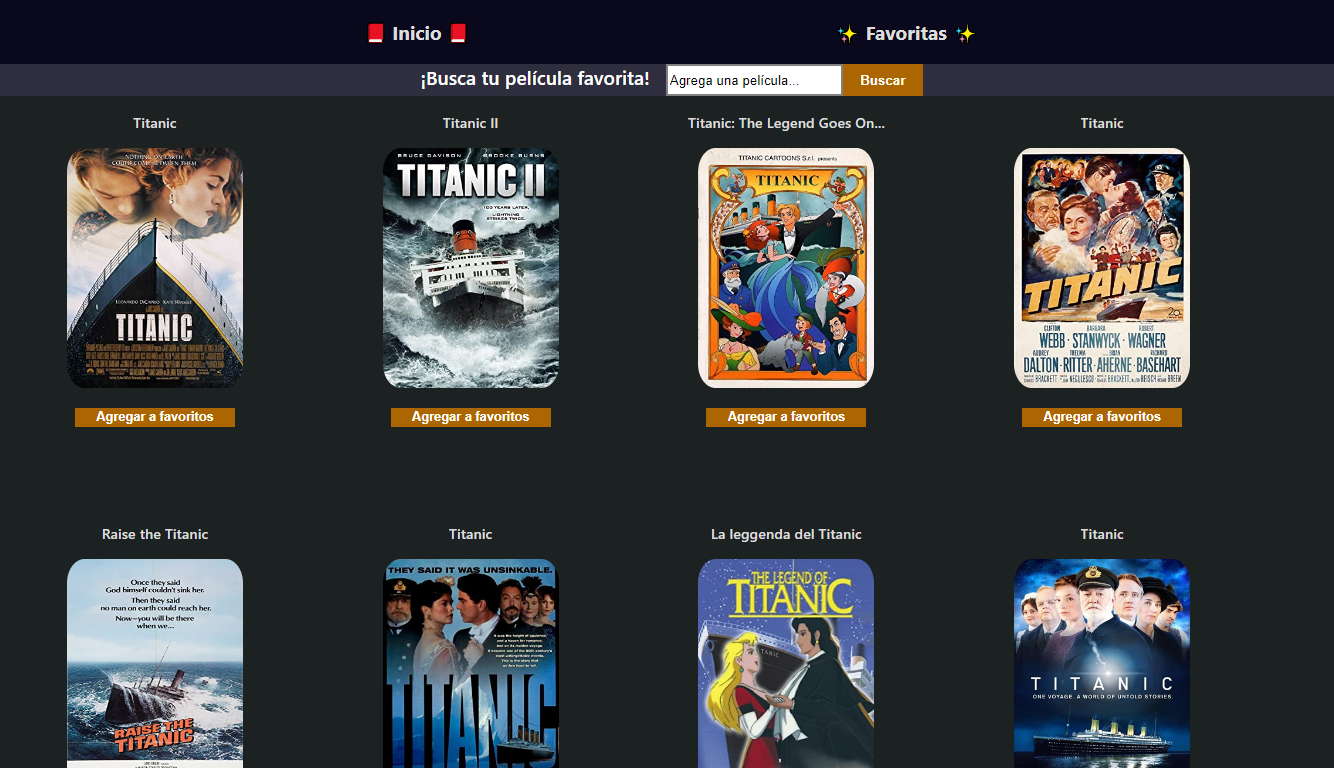 Inicio
Favoritas
¡Busca tu película favorita!
Agrega una película...
Buscar
Titanic
Titanic II
Titanic: The Legend Goes On...
Titanic
NOTHING ON EARTH
COULD COME BETWEEN THEM
LEONARDO DICAPRIO KATE WINSLET
TITANIC
BRUCE DAVISON BROOKE BURNS
TITANIC II
100 YEARS LATER,
LIGHTNING
STRIKES TWICE.
TITANIC CARTOONS S.r.l. presents
TITANIC
TITANIC
CLIFTON BARBARA ROBERT
WEBB · STANWYCK · WAGNER
AUDREY THELMA BRIAN RICHARD
DALTON · RITTER · AHERNE · BASEHART
Agregar a favoritos
Agregar a favoritos
Agregar a favoritos
Agregar a favoritos
Raise the Titanic
Titanic
La leggenda del Titanic
Titanic
Once they said
God himself couldn't sink her.
Then they said
no man on earth could reach her.
Now—you will be there
when we...
RAISE THE
TITANIC
THEY SAID IT WAS UNSINKABLE.
TITANIC
THE LEGEND OF
TITANIC
TITANIC
ONE VOYAGE. A WORLD OF UNTOLD STORIES.